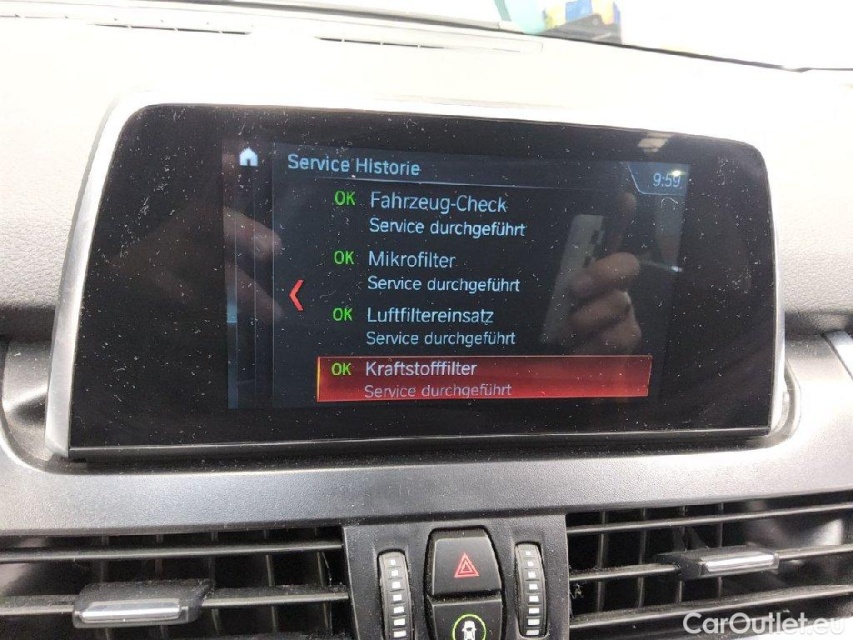 Service Historie
9:59
OK Fahrzeug-Check
Service durchgeführt
OK Mikrofilter
Service durchgeführt
OK Luftfiltereinsatz
Service durchgeführt
OK Kraftstofffilter
Service durchgeführt
CarOutlet.eu